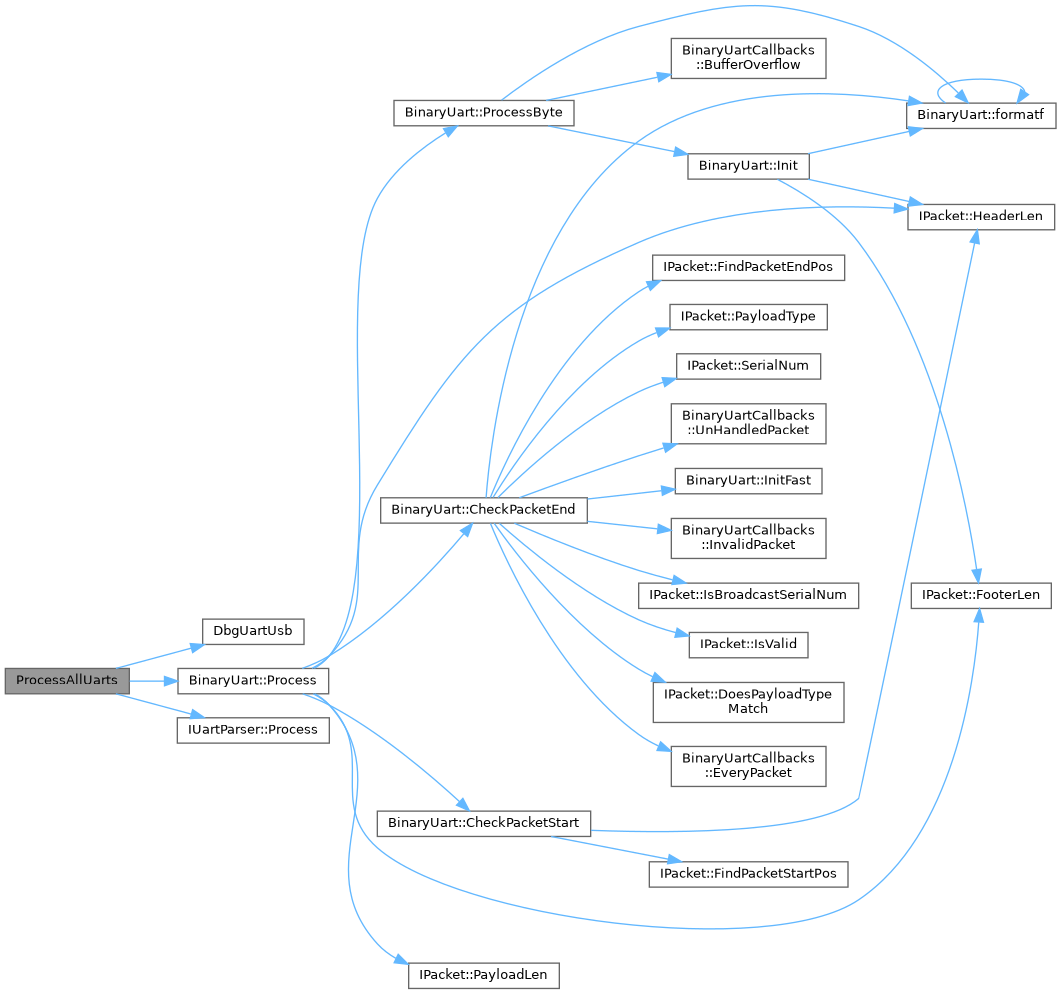 BinaryUartCallbacks
::BufferOverflow
BinaryUart::ProcessByte
BinaryUart::formatf
BinaryUart::Init
IPacket::HeaderLen
IPacket::FindPacketEndPos
IPacket::PayloadType
IPacket::SerialNum
BinaryUartCallbacks
::UnHandledPacket
BinaryUart::InitFast
BinaryUart::CheckPacketEnd
BinaryUartCallbacks
::InvalidPacket
IPacket::IsBroadcastSerialNum
IPacket::FooterLen
DbgUartUsb
IPacket::IsValid
ProcessAllUarts
BinaryUart::Process
IPacket::DoesPayloadType
Match
IUartParser::Process
BinaryUartCallbacks
::EveryPacket
BinaryUart::CheckPacketStart
IPacket::FindPacketStartPos
IPacket::PayloadLen